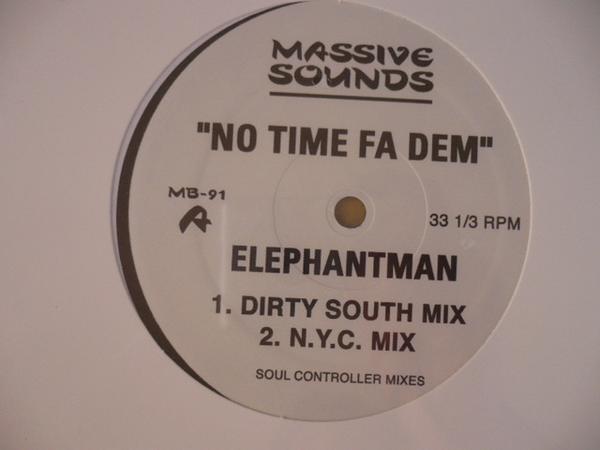 MASSIVE
SOUNDS
"NO TIME FA DEM"
MB-91
A
33 1/3 RPM
ELEPHANTMAN
1. DIRTY SOUTH MIX
2. N.Y.C. MIX
SOUL CONTROLLER MIXES